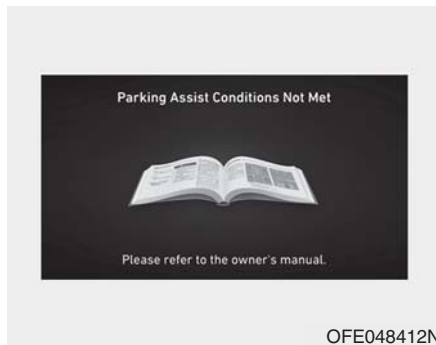 Parking Assist Conditions Not Met
Please refer to the owner's manual.
OFE048412N